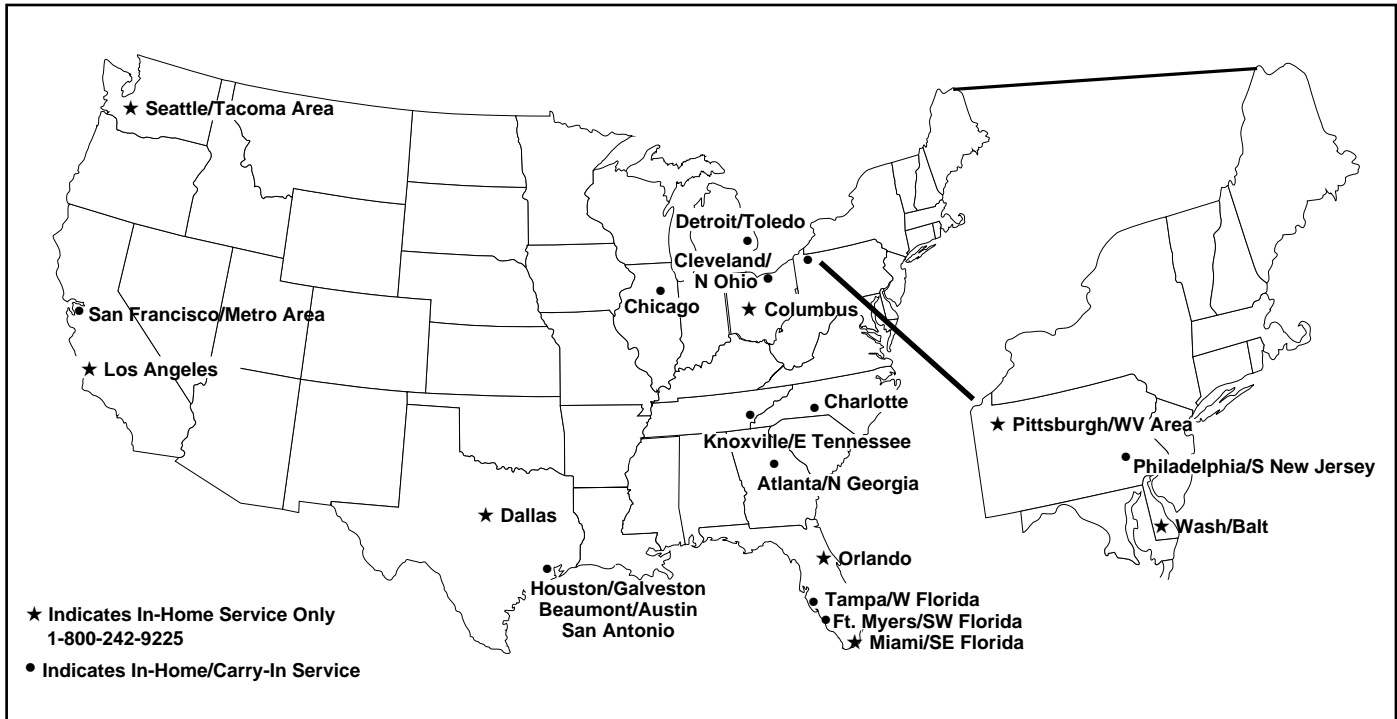 ★ Seattle/Tacoma Area
Detroit/Toledo
Cleveland/
N Ohio
Chicago
★ Columbus
San Francisco/Metro Area
★ Los Angeles
Charlotte
Knoxville/E Tennessee
Atlanta/N Georgia
★ Pittsburgh/WV Area
Philadelphia/S New Jersey
★ Wash/Balt
★ Dallas
★ Orlando
Houston/Galveston
Beaumont/Austin
San Antonio
Tampa/W Florida
Ft. Myers/SW Florida
★ Miami/SE Florida
★ Indicates In-Home Service Only
1-800-242-9225
• Indicates In-Home/Carry-In Service